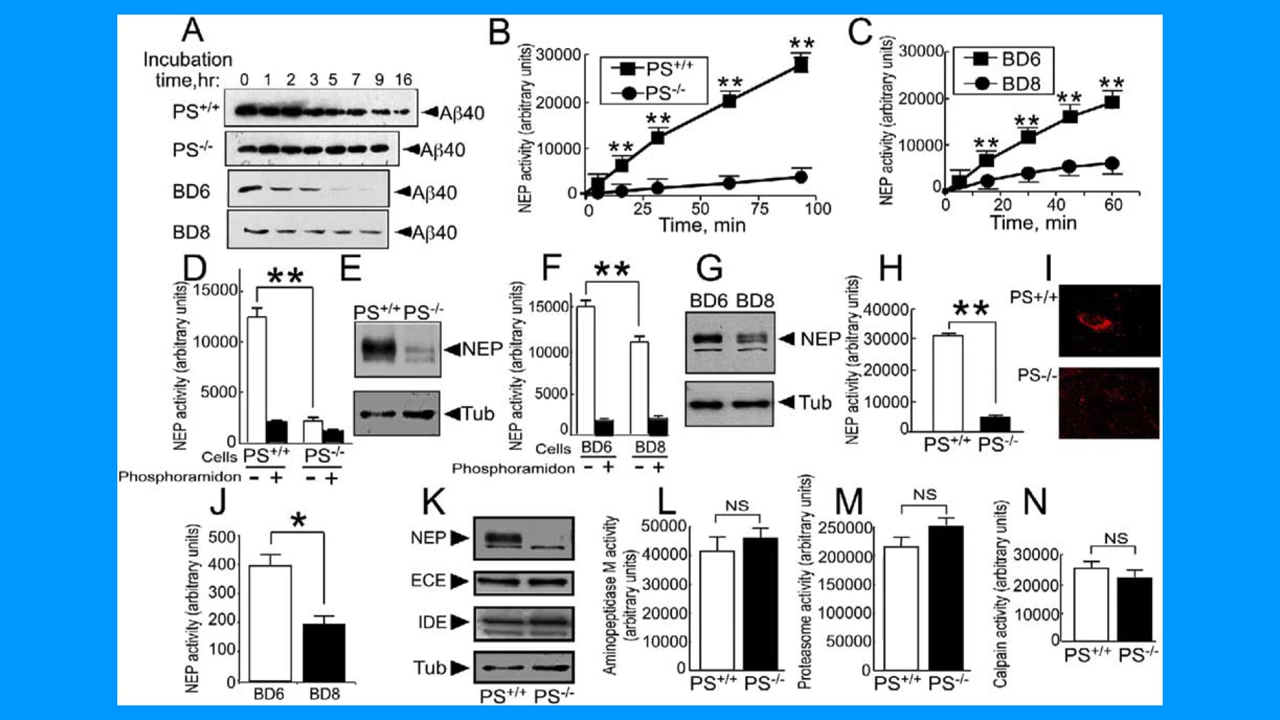 A
Incubation
time,hr: 0 1 2 3 5 7 9 16
PS+/+ Aβ40
PS-/- Aβ40
BD6 Aβ40
BD8 Aβ40
B
NEP activity (arbitrary units)
30000
20000
10000
0
PS+/+
PS-/-
**
**
**
**
0 25 50 75 100
Time, min
C
NEP activity (arbitrary units)
30000
20000
10000
0
BD6
BD8
**
**
**
**
0 20 40 60
Time, min
D
NEP activity (arbitrary units)
15000
10000
5000
0
**
Cells PS+/+ PS-/-
Phosphoramidon - + - +
E
PS+/+ PS-/-
NEP
Tub
F
NEP activity (arbitrary units)
15000
10000
5000
0
**
Cells BD6 BD8
Phosphoramidon - + - +
G
BD6 BD8
NEP
Tub
H
NEP activity (arbitrary units)
40000
30000
20000
10000
0
**
PS+/+ PS-/-
I
PS+/+
PS-/-
J
NEP activity (arbitrary units)
500
400
300
200
100
0
*
BD6 BD8
K
NEP
ECE
IDE
Tub
PS+/+ PS-/-
L
Aminopeptidase M activity
(arbitrary units)
50000
40000
30000
20000
10000
0
NS
PS+/+ PS-/-
M
Proteasome activity (arbitrary units)
250000
200000
150000
100000
50000
0
NS
PS+/+ PS-/-
N
Calpain activity (arbitrary units)
30000
20000
10000
0
NS
PS+/+ PS-/-